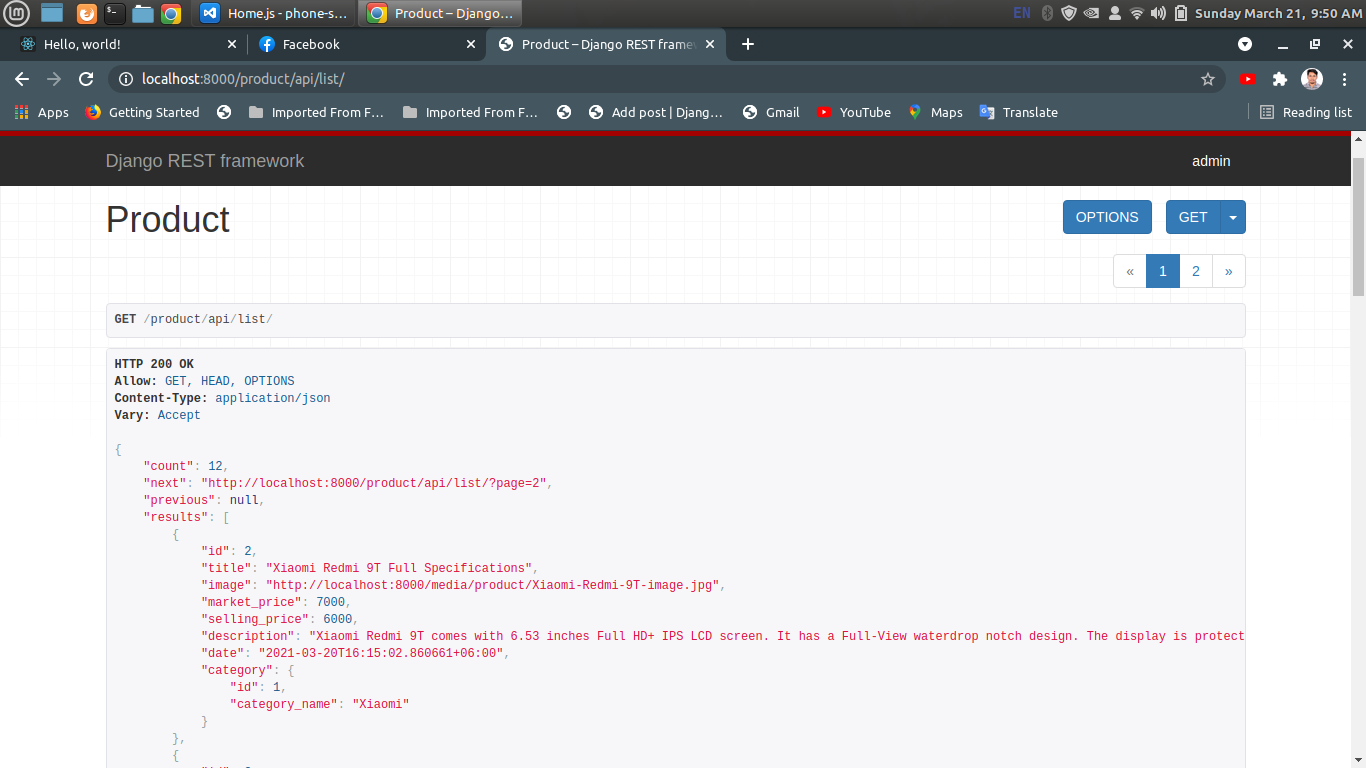 Home.js - phone-s...
Product – Django...
EN
Sunday March 21, 9:50 AM
Hello, world!
Facebook
Product – Django REST framew
localhost:8000/product/api/list/
Apps
Getting Started
Imported From F...
Imported From F...
Add post | Djang...
Gmail
YouTube
Maps
Translate
Reading list
Django REST framework
admin
Product
OPTIONS
GET
« 1 2 »
GET /product/api/list/
HTTP 200 OK
Allow: GET, HEAD, OPTIONS
Content-Type: application/json
Vary: Accept
{
"count": 12,
"next": "http://localhost:8000/product/api/list/?page=2",
"previous": null,
"results": [
{
"id": 2,
"title": "Xiaomi Redmi 9T Full Specifications",
"image": "http://localhost:8000/media/product/Xiaomi-Redmi-9T-image.jpg",
"market_price": 7000,
"selling_price": 6000,
"description": "Xiaomi Redmi 9T comes with 6.53 inches Full HD+ IPS LCD screen. It has a Full-View waterdrop notch design. The display is protect
"date": "2021-03-20T16:15:02.860661+06:00",
"category": {
"id": 1,
"category_name": "Xiaomi"
}
},
{